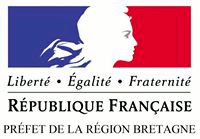 Liberté • Égalité • Fraternité
RÉPUBLIQUE FRANÇAISE
PRÉFET DE LA RÉGION BRETAGNE